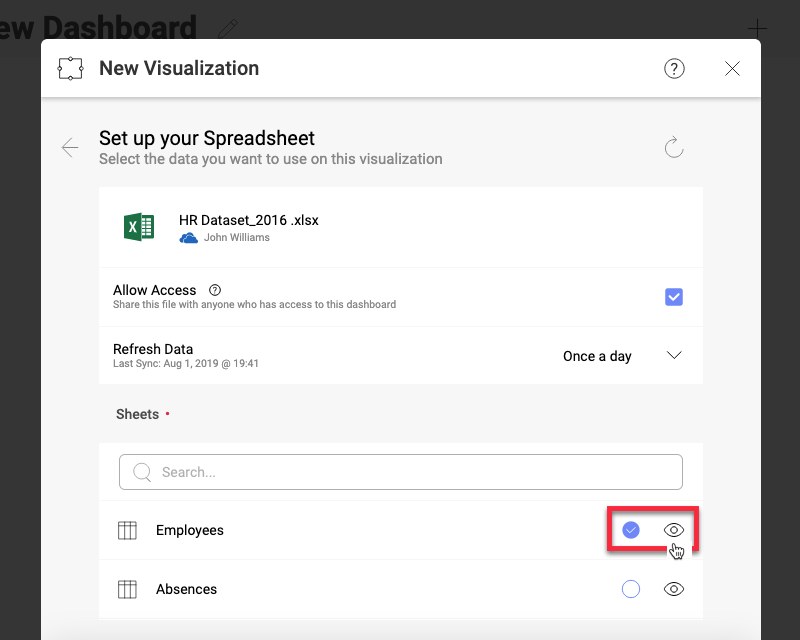 ew Dashboard
New Visualization
?
Set up your Spreadsheet
Select the data you want to use on this visualization
X
HR Dataset_2016 .xlsx
John Williams
Allow Access ?
Share this file with anyone who has access to this dashboard
Refresh Data
Last Sync: Aug 1, 2019 @ 19:41
Once a day
Sheets •
Search...
Employees
Absences